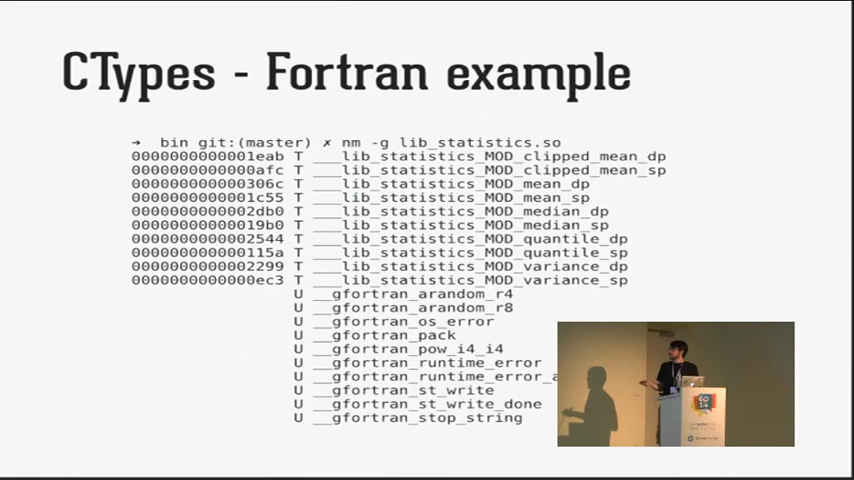 CTypes - Fortran example
→ bin git:(master) ✗ nm -g lib_statistics.so
0000000000001eab T ___lib_statistics_MOD_clipped_mean_dp
0000000000000afc T ___lib_statistics_MOD_clipped_mean_sp
000000000000306c T ___lib_statistics_MOD_mean_dp
0000000000001c55 T ___lib_statistics_MOD_mean_sp
0000000000002db0 T ___lib_statistics_MOD_median_dp
00000000000019b0 T ___lib_statistics_MOD_median_sp
0000000000002544 T ___lib_statistics_MOD_quantile_dp
000000000000115a T ___lib_statistics_MOD_quantile_sp
0000000000002299 T ___lib_statistics_MOD_variance_dp
0000000000000ec3 T ___lib_statistics_MOD_variance_sp
U __gfortran_arandom_r4
U __gfortran_arandom_r8
U __gfortran_os_error
U __gfortran_pack
U __gfortran_pow_i4_i4
U __gfortran_runtime_error
U __gfortran_runtime_error_a
U __gfortran_st_write
U __gfortran_st_write_done
U __gfortran_stop_string